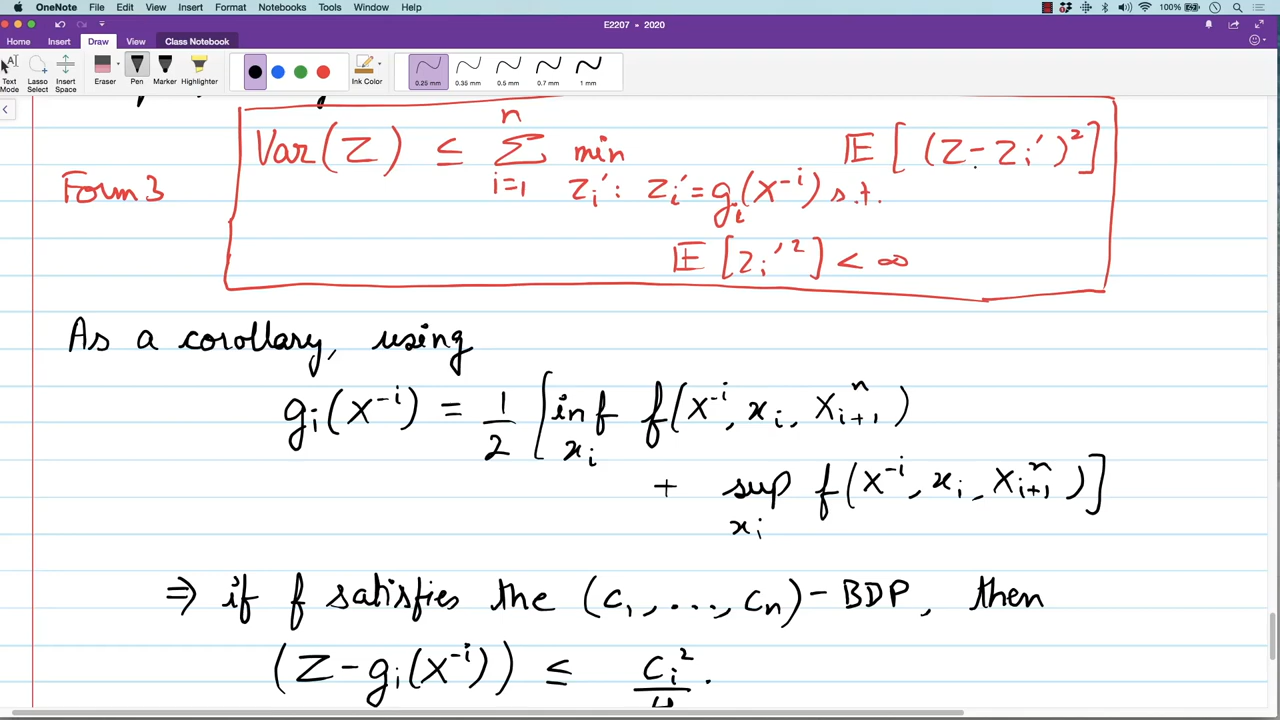 OneNote File Edit View Insert Format Notebooks Tools Window Help 100%
E2207 - 2020
Home Insert Draw View Class Notebook
Text Mode Lasso Select Insert Space Eraser Pen Marker Highlighter Ink Color 0.25 mm 0.35 mm 0.5 mm 0.7 mm 1 mm
Var(Z) ≤ ∑_{i=1}^{n} min E[(Z - Z_i')^2]
Form 3 Z_i' : Z_i' = g_i(X^{-i}) s.t.
E[Z_i'^2] < ∞
As a corollary, using
g_i(X^{-i}) = 1/2 [inf_{x_i} f(X^{-i}, x_i, X_{i+1}^n)
+ sup_{x_i} f(X^{-i}, x_i, X_{i+1}^n)]
⇒ if f satisfies the (c_1, ..., c_n) - BDP, then
(Z - g_i(X^{-i})) ≤ c_i^2/4.